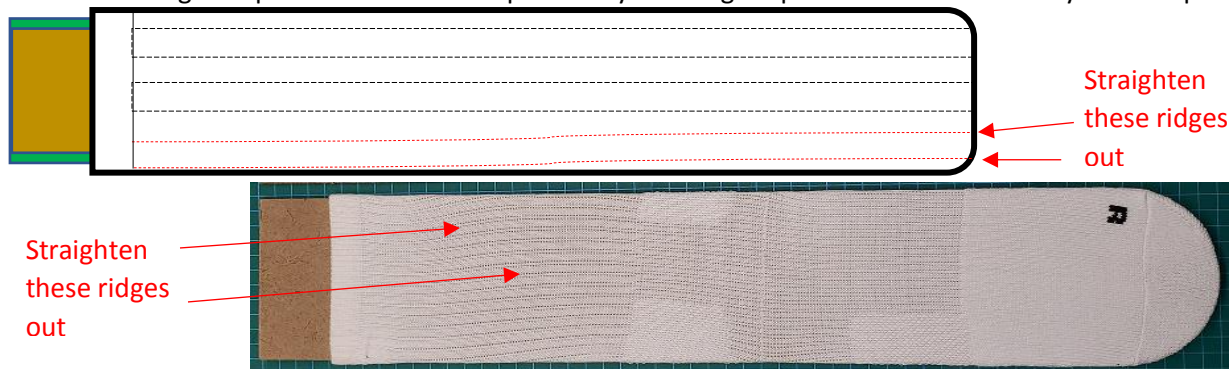 Straighten
these ridges
out
Straighten
these ridges
out
R